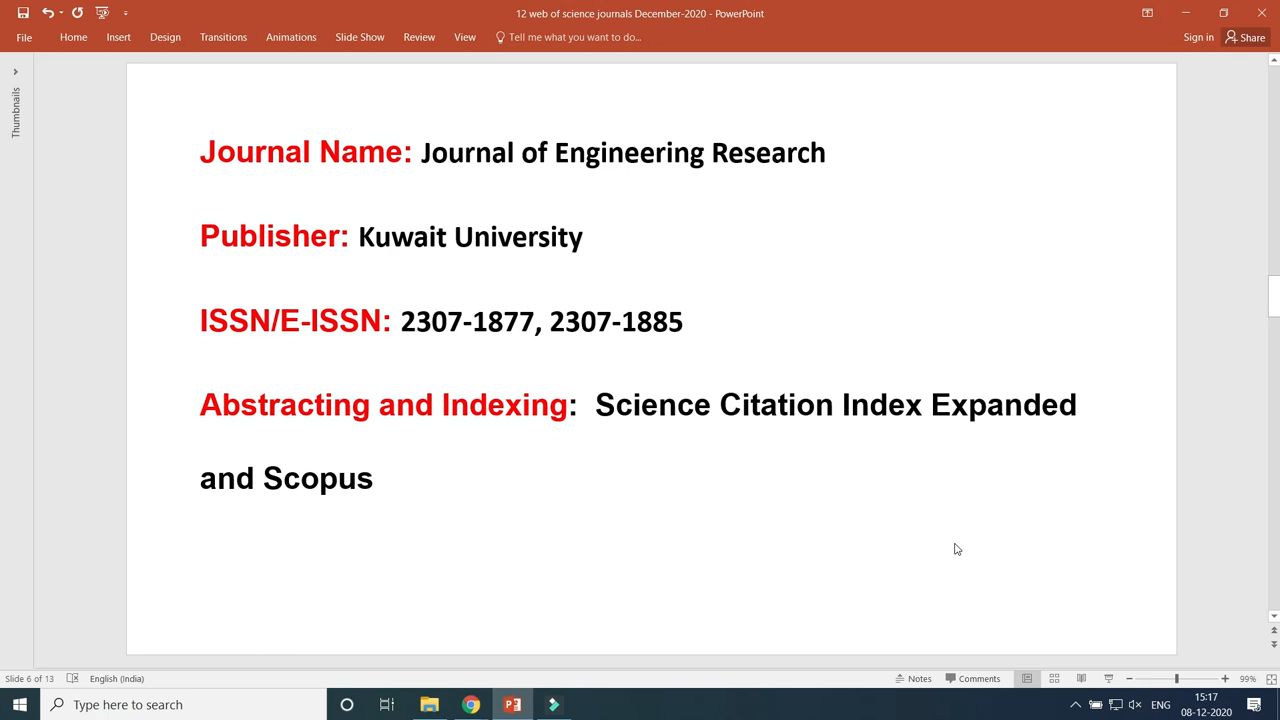 12 web of science journals December-2020 - PowerPoint
File Home Insert Design Transitions Animations Slide Show Review View Tell me what you want to do... Sign in Share
Thumbnails
Journal Name: Journal of Engineering Research
Publisher: Kuwait University
ISSN/E-ISSN: 2307-1877, 2307-1885
Abstracting and Indexing: Science Citation Index Expanded
and Scopus
Slide 6 of 13 English (India) Notes Comments 99%
Type here to search ENG 15:17
08-12-2020